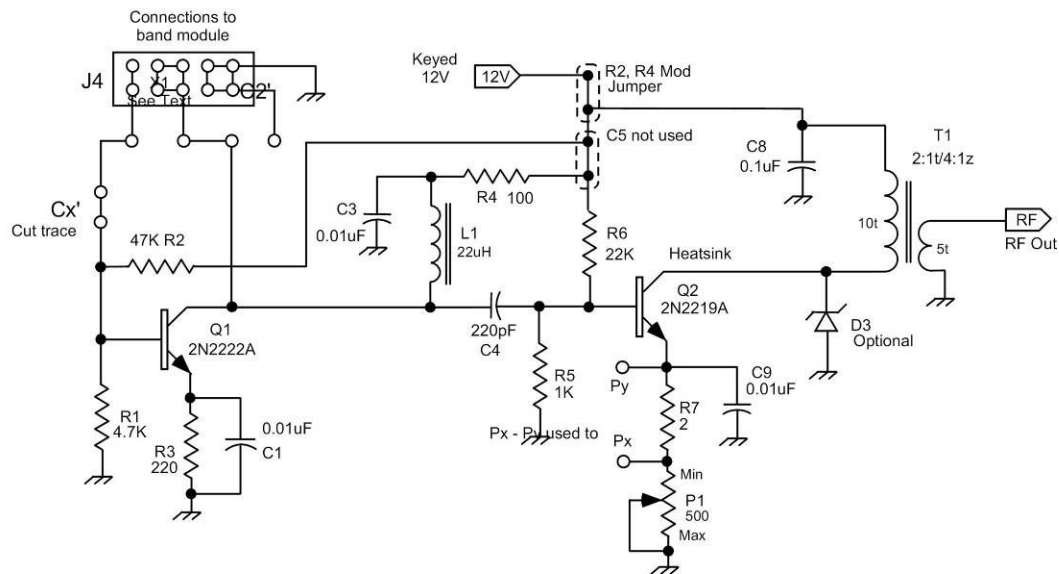 Connections to
band module
J4
X1
See Text
C2'
Keyed
12V
12V
R2, R4 Mod
Jumper
C5 not used
C8
0.1uF
T1
2:1t/4:1z
10t
5t
RF
RF Out
Cx'
Cut trace
C3
0.01uF
R4 100
L1
22uH
R6
22K
Heatsink
47K R2
Q1
2N2222A
220pF
C4
Q2
2N2219A
D3
Optional
R5
1K
Py
C9
0.01uF
R7
2
R1
4.7K
R3
220
0.01uF
C1
Px - Py used to
Px
Min
P1
500
Max